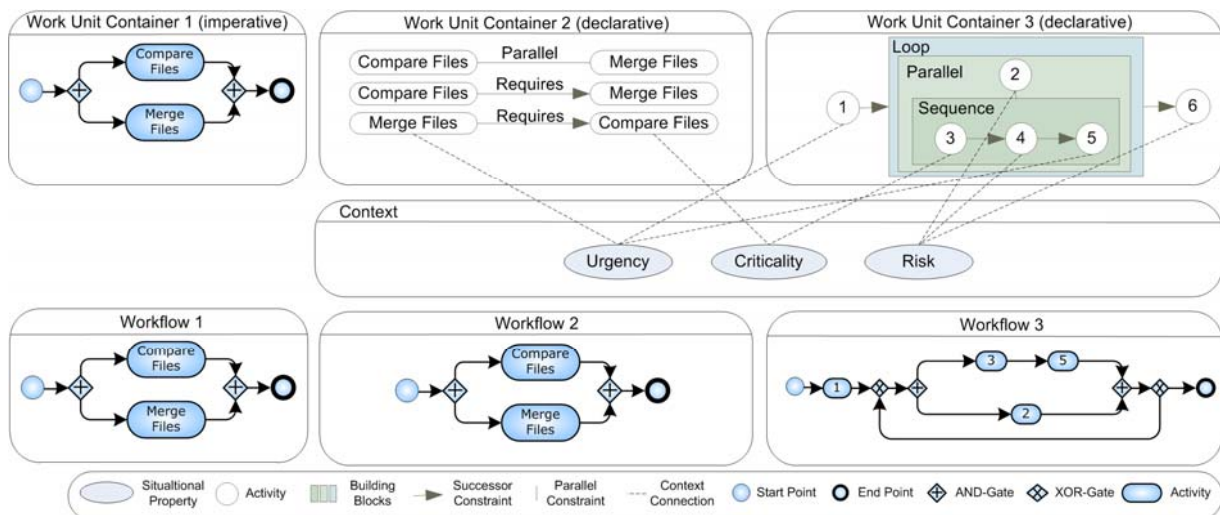 Work Unit Container 1 (imperative)
Compare
Files
Merge
Files
Work Unit Container 2 (declarative)
Compare Files Parallel Merge Files
Compare Files Requires Merge Files
Merge Files Requires Compare Files
Work Unit Container 3 (declarative)
Loop
Parallel
2
1
6
Sequence
3 4 5
Context
Urgency Criticality Risk
Workflow 1
Compare
Files
Merge
Files
Workflow 2
Compare
Files
Merge
Files
Workflow 3
3 5
1
2
Situaltional
Property
Activity
Building
Blocks
Successor
Constraint
Parallel
Constraint
Context
Connection
Start Point
End Point
AND-Gate
XOR-Gate
Activity